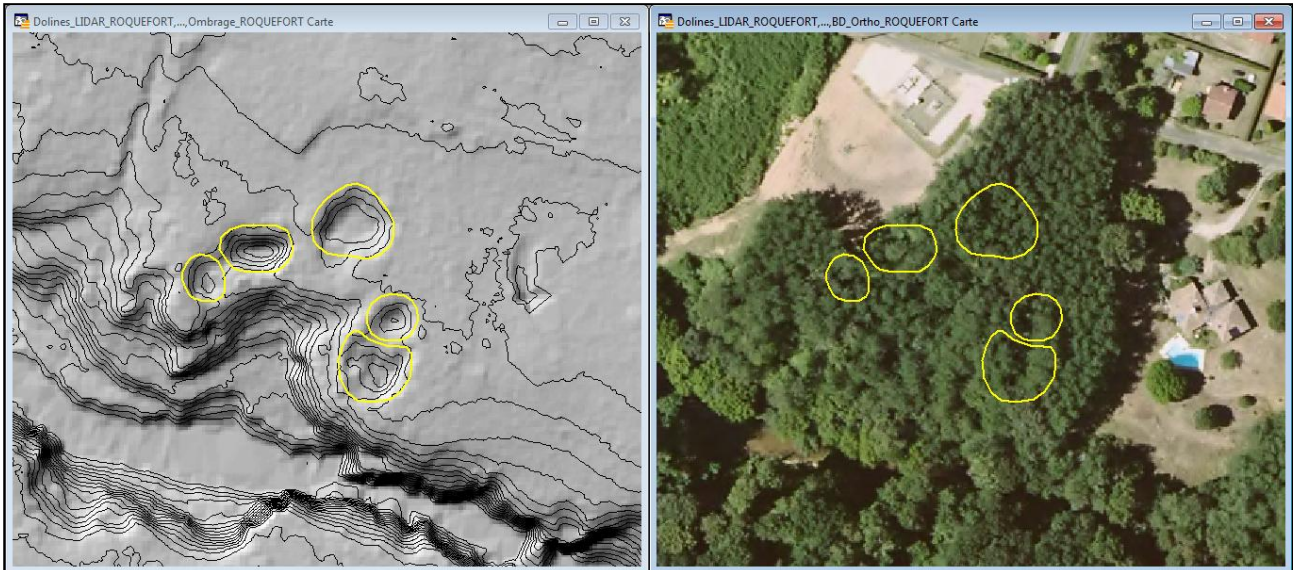 Dolines_LIDAR_ROQUEFORT,...,Ombrage_ROQUEFORT Carte
Dolines_LIDAR_ROQUEFORT,...,BD_Ortho_ROQUEFORT Carte